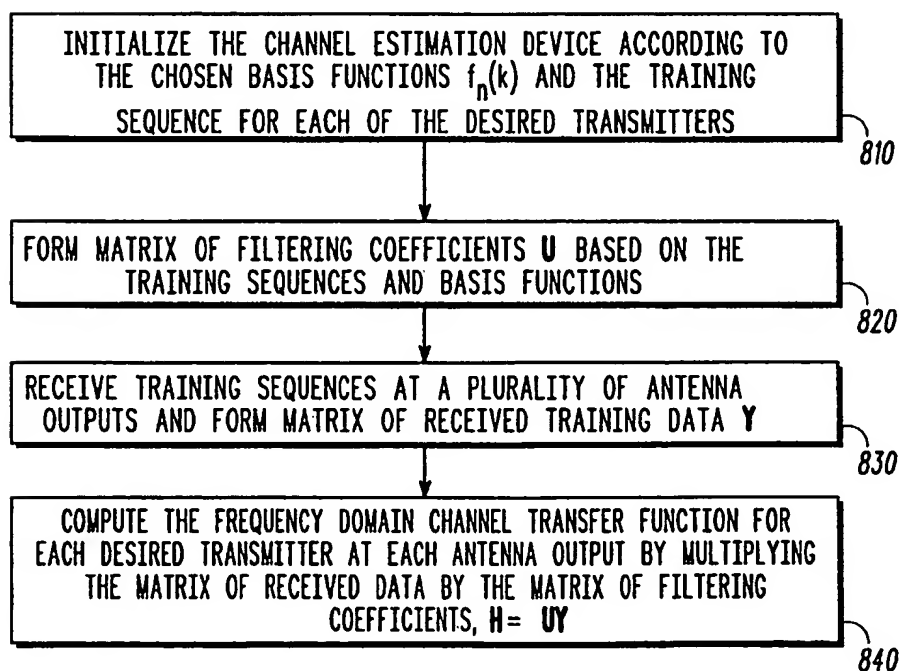 INITIALIZE THE CHANNEL ESTIMATION DEVICE ACCORDING TO
THE CHOSEN BASIS FUNCTIONS fn(k) AND THE TRAINING
SEQUENCE FOR EACH OF THE DESIRED TRANSMITTERS
810
FORM MATRIX OF FILTERING COEFFICIENTS U BASED ON THE
TRAINING SEQUENCES AND BASIS FUNCTIONS
820
RECEIVE TRAINING SEQUENCES AT A PLURALITY OF ANTENNA
OUTPUTS AND FORM MATRIX OF RECEIVED TRAINING DATA Y
830
COMPUTE THE FREQUENCY DOMAIN CHANNEL TRANSFER FUNCTION FOR
EACH DESIRED TRANSMITTER AT EACH ANTENNA OUTPUT BY MULTIPLYING
THE MATRIX OF RECEIVED DATA BY THE MATRIX OF FILTERING
COEFFICIENTS, H= UY
840